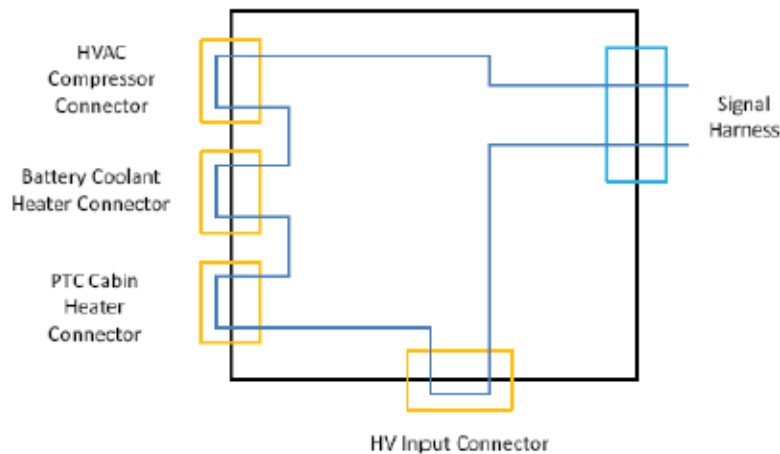 HVAC
Compressor
Connector
Signal
Harness
Battery Coolant
Heater Connector
PTC Cabin
Heater
Connector
HV Input Connector